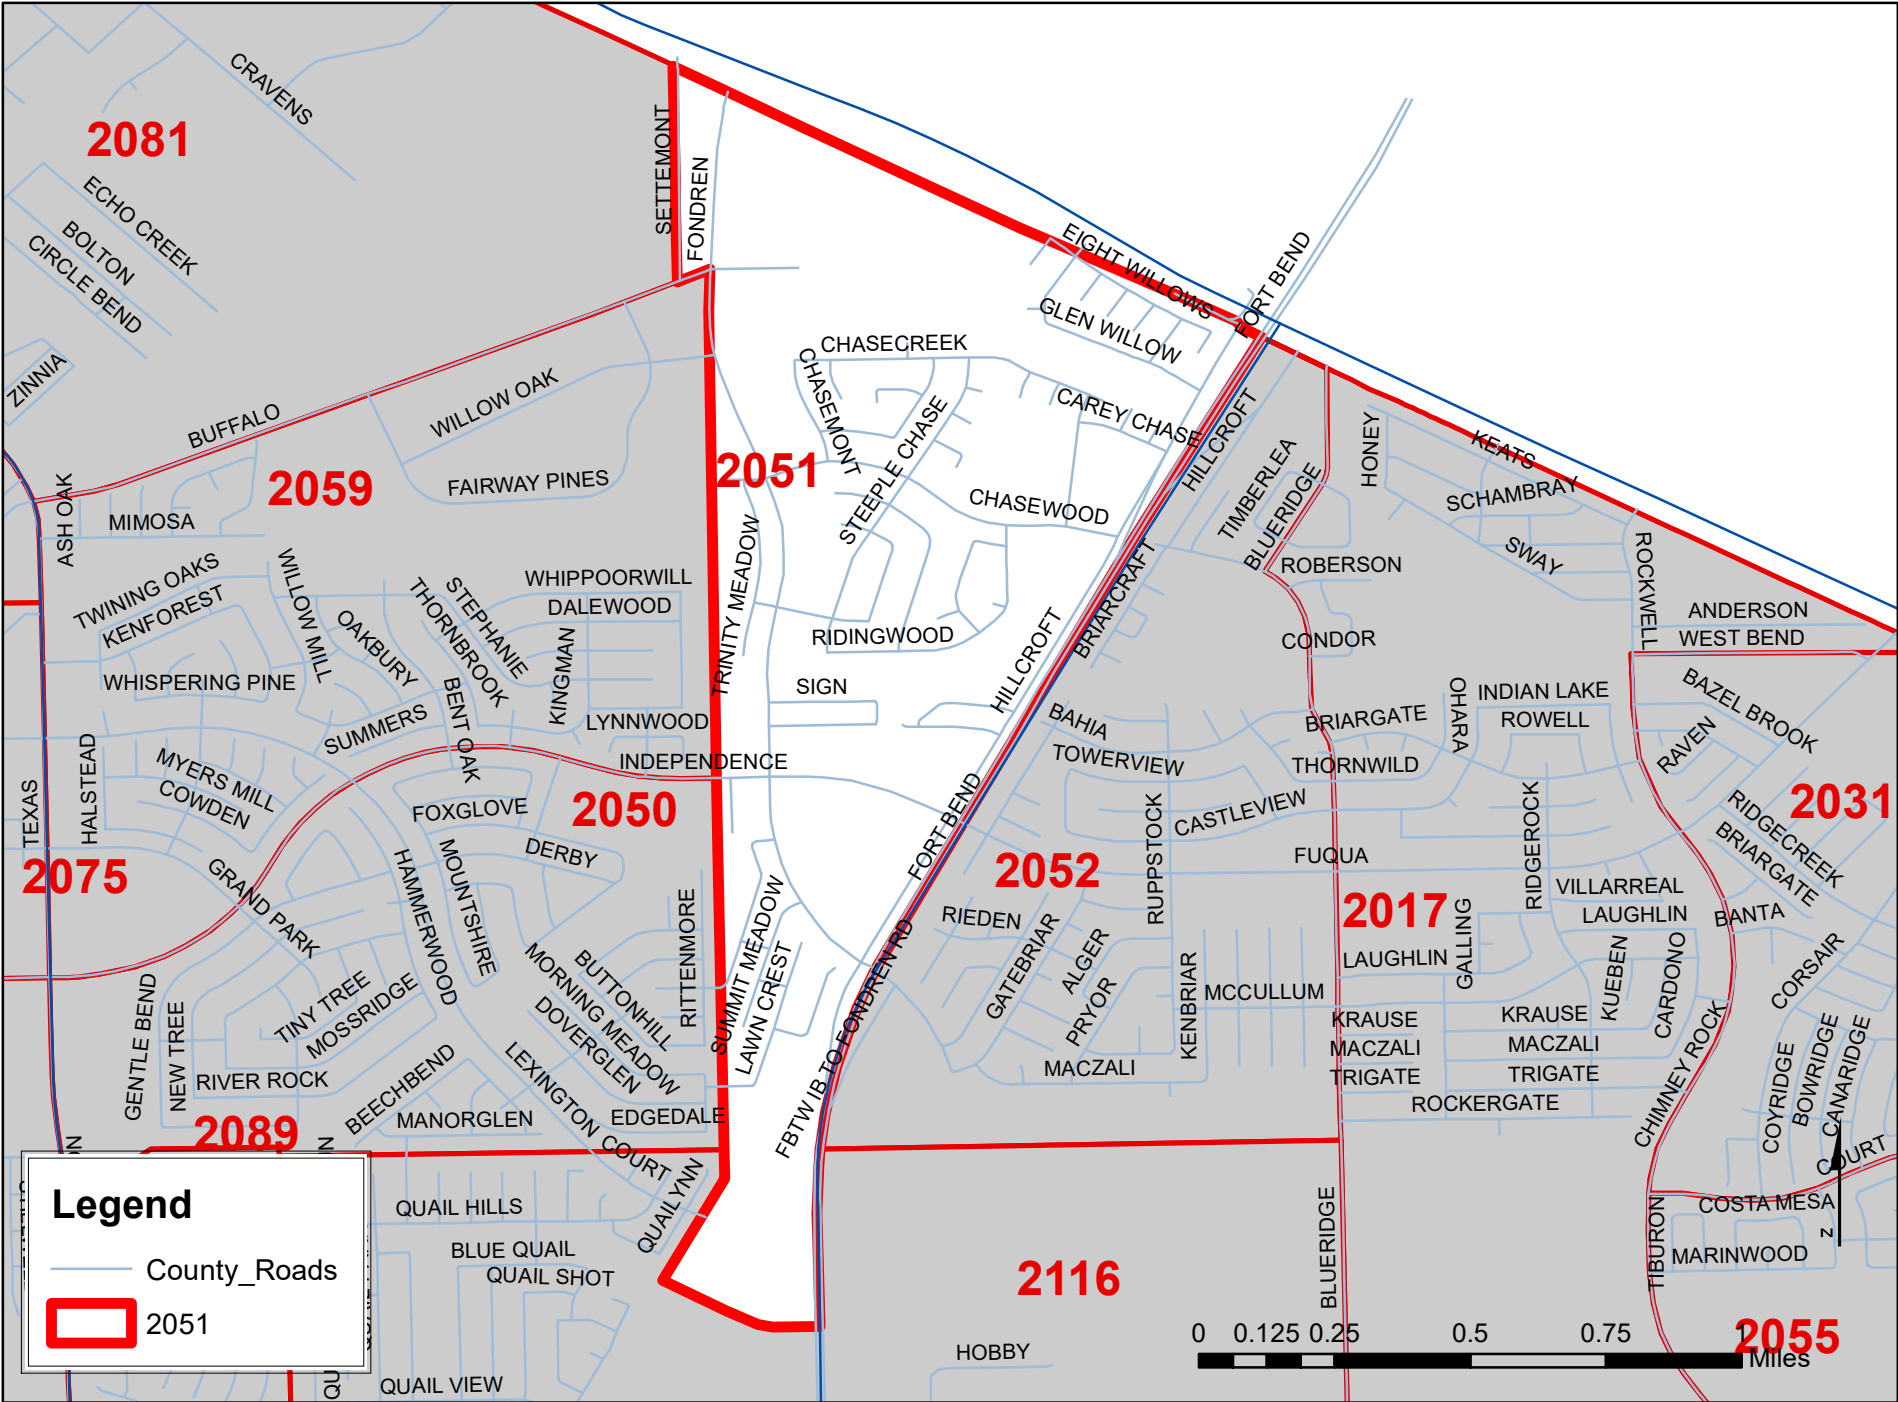 CRAVENS
2081
SETTEMONT
FONDREN
ECHO CREEK
BOLTON
CIRCLE BEND
EIGHT WILLOWS
FORT BEND
GLEN WILLOW
CHASECREEK
CHASEMONT
ZINNIA
BUFFALO
WILLOW OAK
CAREY CHASE
HILLCROFT
STEEPLE CHASE
TIMBERLEA
BLUERIDGE
HONEY
KEATS
SCHAMBRAY
2051
2059
FAIRWAY PINES
CHASEWOOD
ASH OAK
MIMOSA
SWAY
ROCKWELL
TRINITY MEADOW
BRIARCRAFT
ROBERSON
TWINING OAKS
KENFOREST
WILLOW MILL
OAKBURY
THORNBROOK
STEPHANIE
WHIPPOORWILL
DALEWOOD
KINGMAN
RIDINGWOOD
HILLCROFT
CONDOR
ANDERSON
WEST BEND
WHISPERING PINE
BENT OAK
SIGN
SUMMERS
LYNNWOOD
BAHIA
TOWERVIEW
BRIARGATE
THORNWILD
OHARA
INDIAN LAKE
ROWELL
BAZEL BROOK
RAVEN
INDEPENDENCE
TEXAS
HALSTEAD
MYERS MILL
COWDEN
FOXGLOVE
2050
DERBY
FORT BEND
2052
RUPPSTOCK
CASTLEVIEW
FUQUA
RIDGEROCK
2031
RIDGECREEK
BRIARGATE
2075
GRAND PARK
HAMMERWOOD
MOUNTSHIRE
RITTENMORE
SUMMIT MEADOW
LAWN CREST
RIEDEN
GATEBRIAR
ALGER
PRYOR
2017
VILLARREAL
LAUGHLIN
BANTA
LAUGHLIN
GALLING
KUEBEN
CARDONO
CORSAIR
TINY TREE
MOSSRIDGE
BUTTONHILL
MORNING MEADOW
DOVERGLEN
FBTW IB TO FONDREN RD
KENBRIAR
MCCULLUM
KRAUSE
MACZALI
TRIGATE
KRAUSE
MACZALI
TRIGATE
ROCKERGATE
CHIMNEY ROCK
COYRIDGE
BOWRIDGE
CANARIDGE
GENTLE BEND
NEW TREE
RIVER ROCK
BEECHBEND
LEXINGTON
COURT
MACZALI
2089
MANORGLEN
EDGEDALE
COURT
QUAILYNN
QUAIL HILLS
BLUE QUAIL
QUAIL SHOT
2116
BLUERIDGE
TIBURON
COSTA MESA
MARINWOOD
Z
HOBBY
QUAIL VIEW
2055
Legend
County_Roads
2051
0 0.125 0.25 0.5 0.75 1
Miles